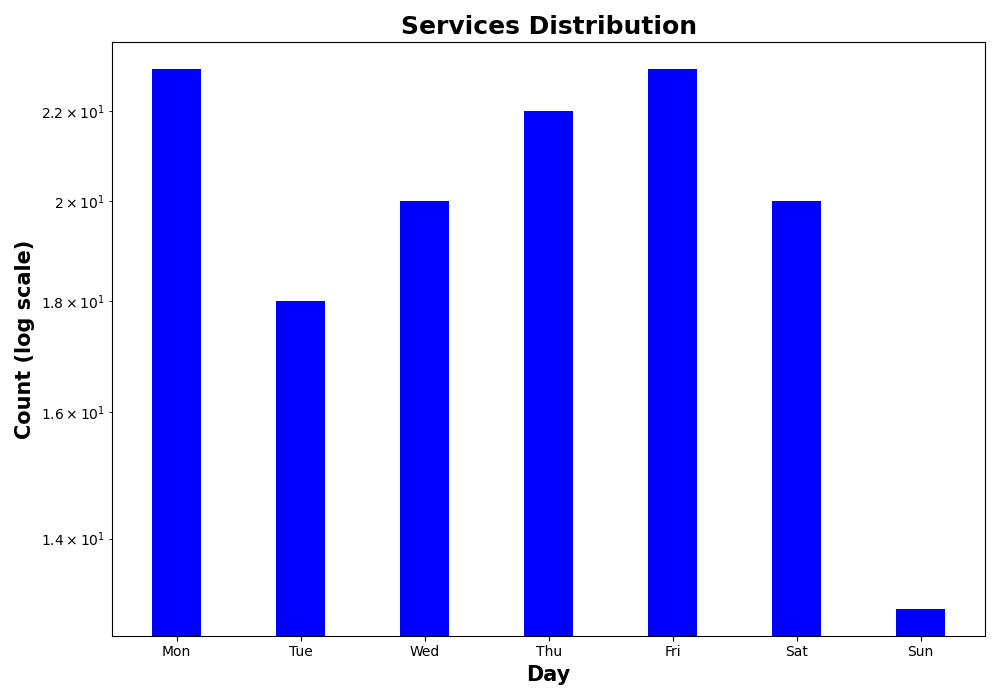 Services Distribution
Count (log scale)
2.2 × 10¹
2 × 10¹
1.8 × 10¹
1.6 × 10¹
1.4 × 10¹
Mon Tue Wed Thu Fri Sat Sun
Day